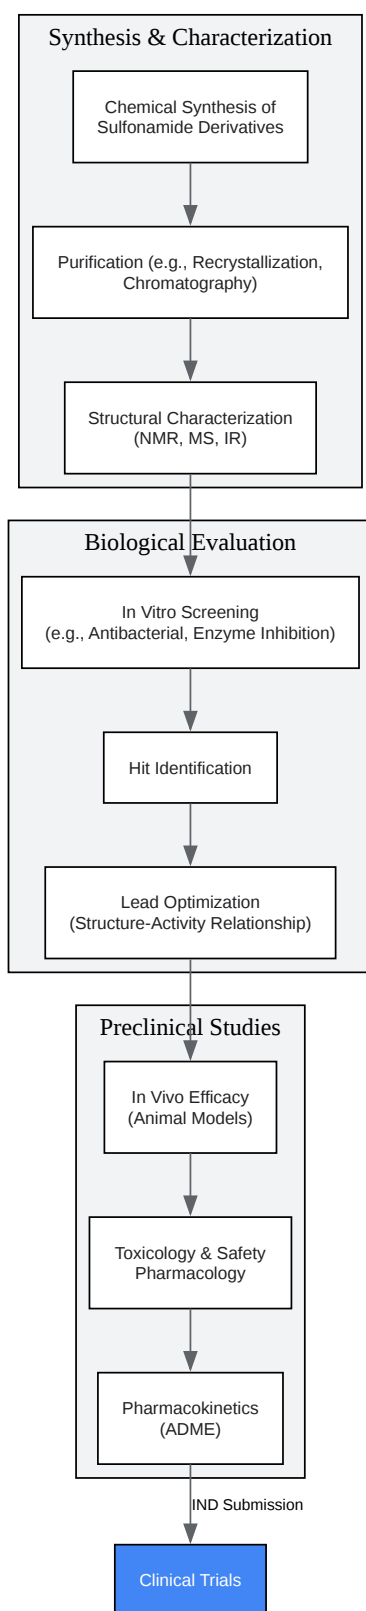 Synthesis & Characterization
Chemical Synthesis of
Sulfonamide Derivatives
Purification (e.g., Recrystallization,
Chromatography)
Structural Characterization
(NMR, MS, IR)
Biological Evaluation
In Vitro Screening
(e.g., Antibacterial, Enzyme Inhibition)
Hit Identification
Lead Optimization
(Structure-Activity Relationship)
Preclinical Studies
In Vivo Efficacy
(Animal Models)
Toxicology & Safety
Pharmacology
Pharmacokinetics
(ADME)
IND Submission
Clinical Trials